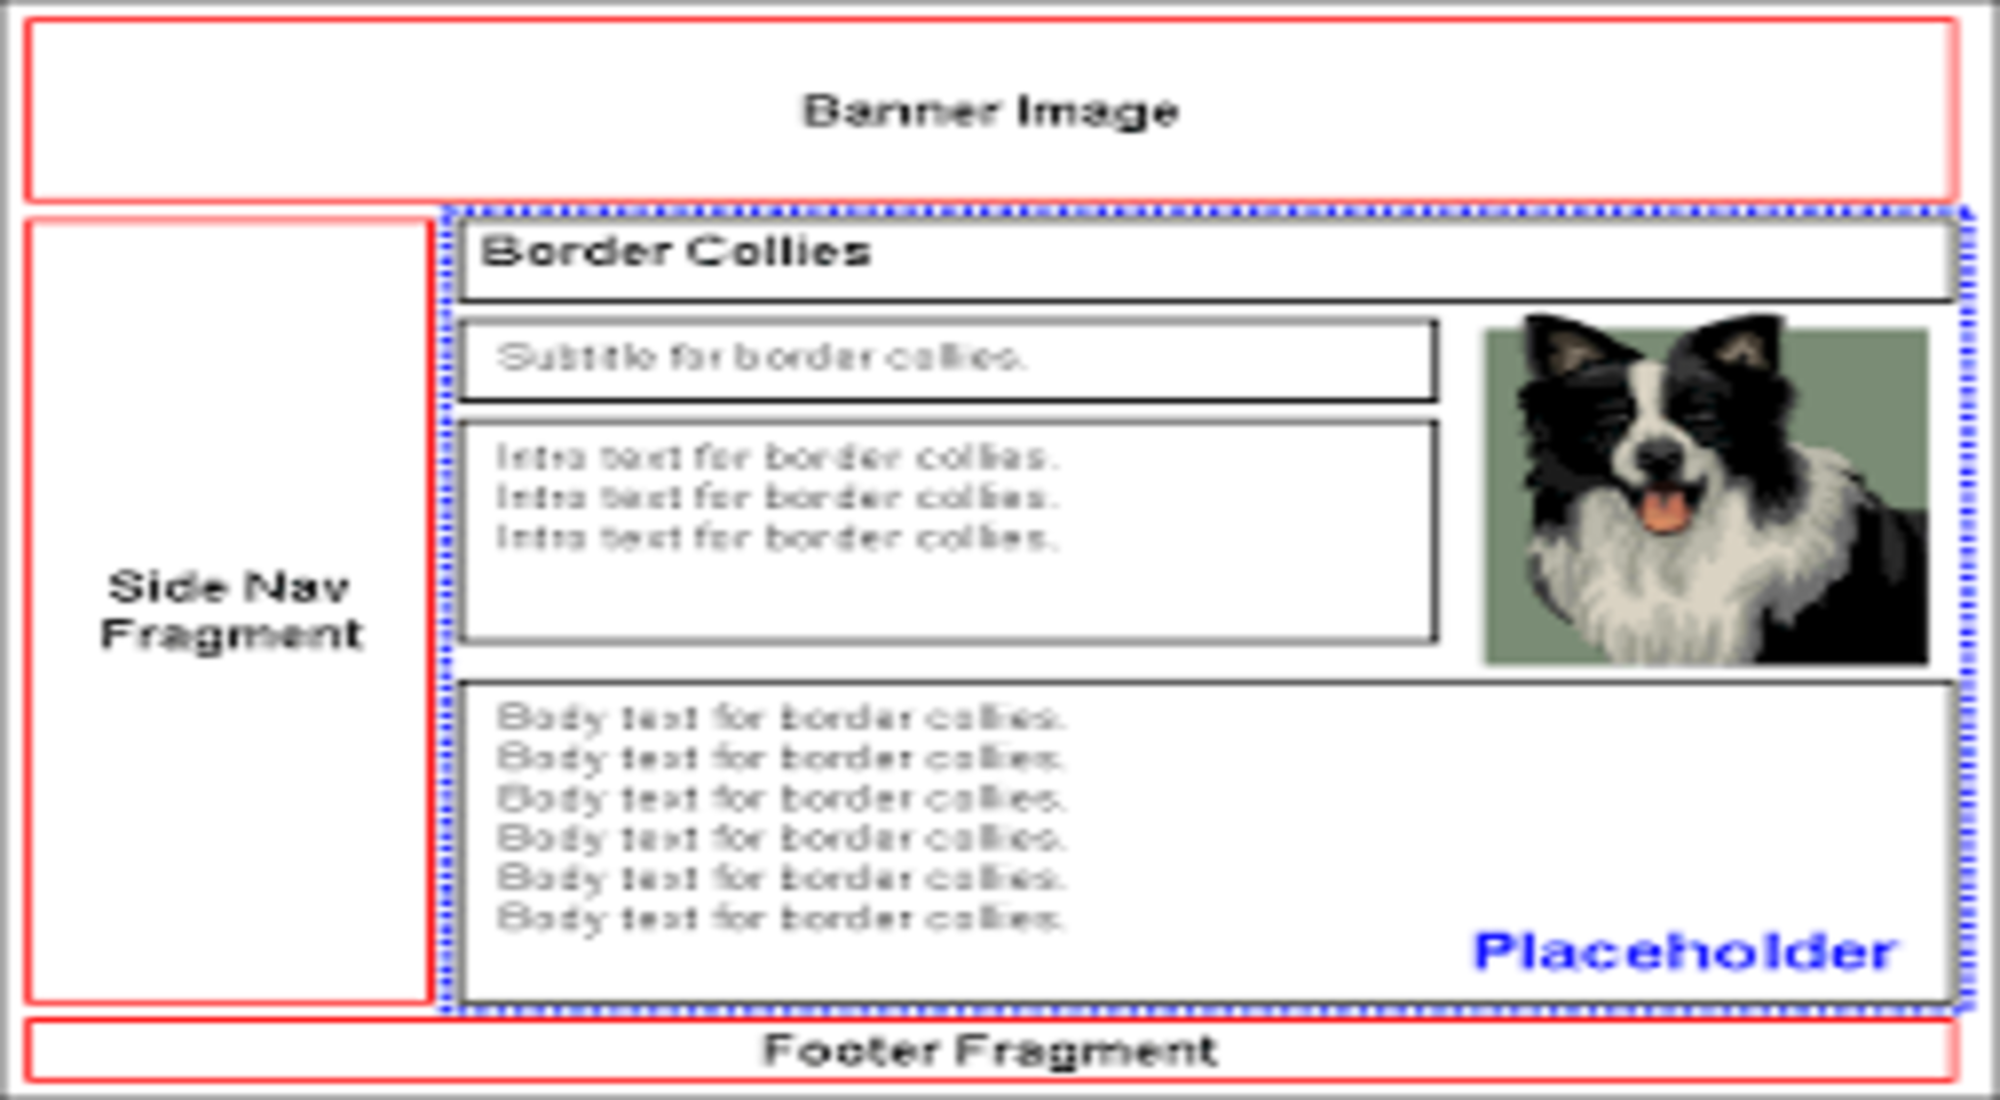 Banner Image
Side Nav
Fragment
Border Collies
Subtitle for border collies.
Intro text for border collies.
Intro text for border collies.
Intro text for border collies.
Body text for border collies.
Body text for border collies.
Body text for border collies.
Body text for border collies.
Body text for border collies.
Body text for border collies.
Placeholder
Footer Fragment